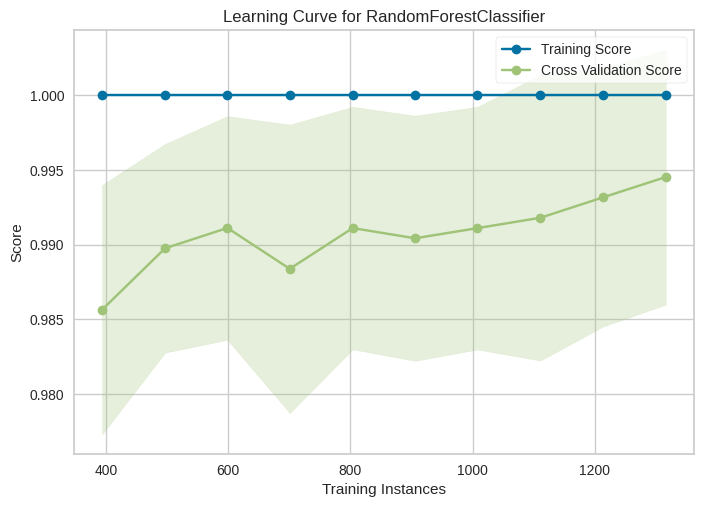 Learning Curve for RandomForestClassifier
Training Score
Cross Validation Score
1.000
0.995
0.990
0.985
0.980
Score
400 600 800 1000 1200
Training Instances